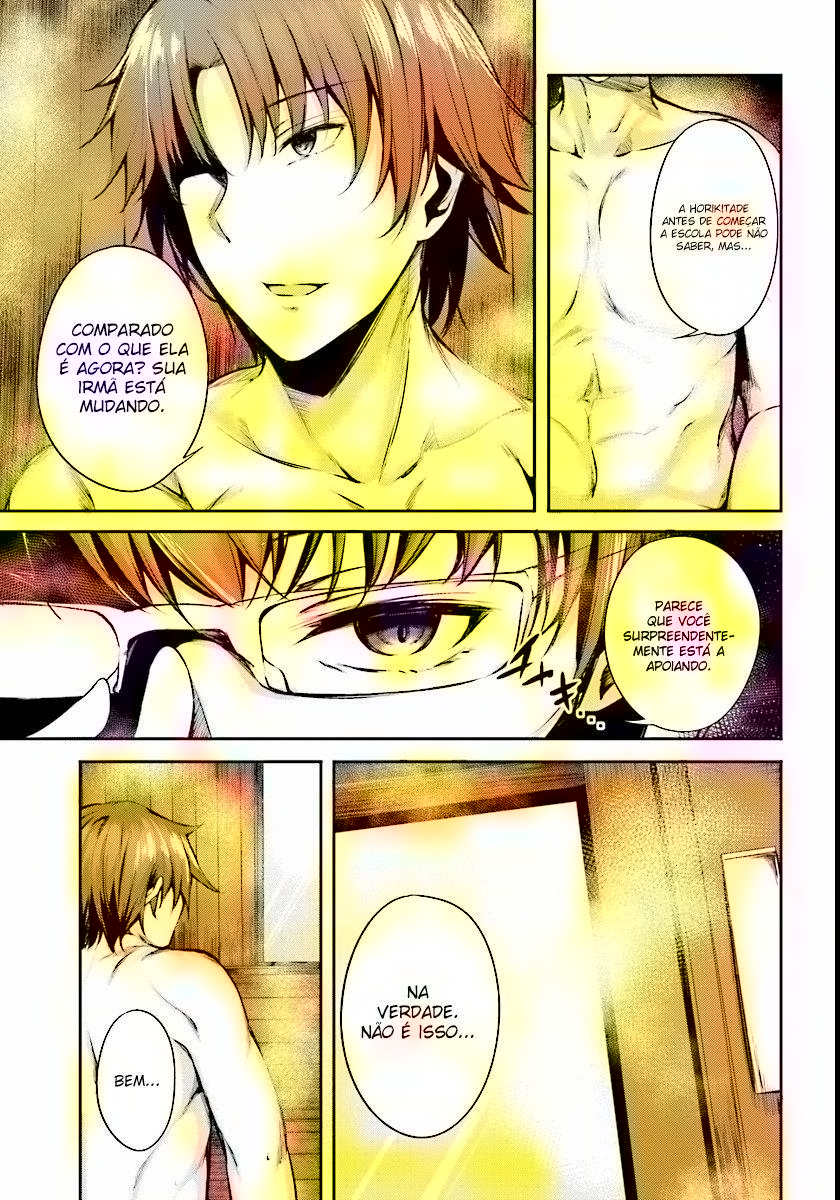 A HORIKITADE
ANTES DE COMEÇAR
A ESCOLA PODE NÃO
SABER, MAS...
COMPARADO
COM O QUE ELA
É AGORA? SUA
IRMÃ ESTÁ
MUDANDO.
PARECE
QUE VOCÊ
SURPREENDENTE-
MENTE ESTÁ A
APOIANDO.
NA
VERDADE.
NÃO É ISSO...
BEM...